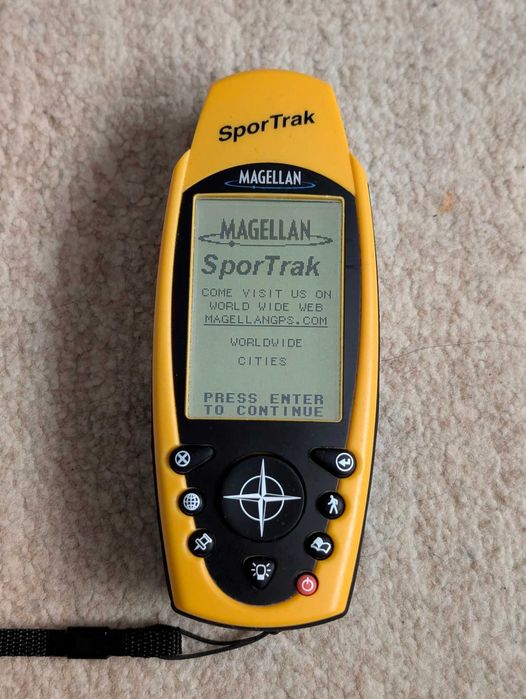 SporTrak
MAGELLAN
MAGELLAN
SporTrak
COME VISIT US ON
WORLD WIDE WEB
MAGELLANGPS.COM
WORLDWIDE
CITIES
PRESS ENTER
TO CONTINUE